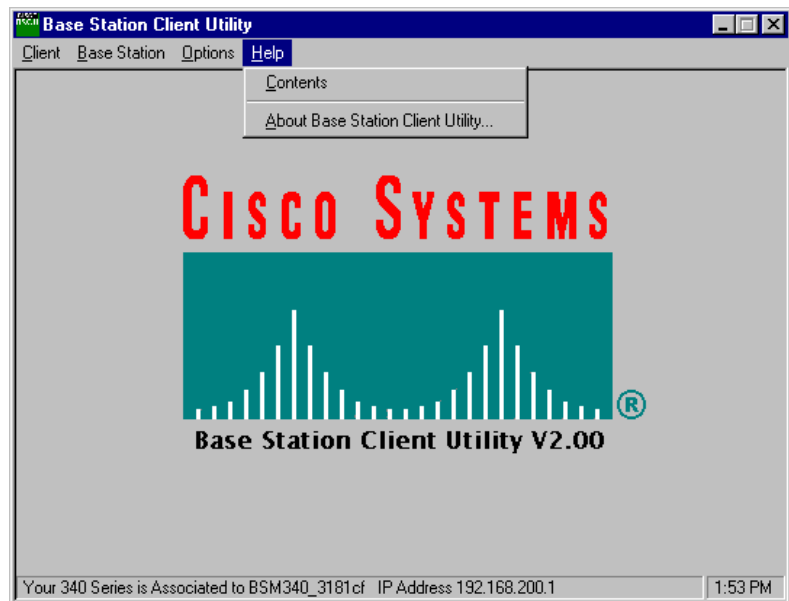 Base Station Client Utility
Client Base Station Options Help
Contents
About Base Station Client Utility...
CISCO SYSTEMS
®
Base Station Client Utility V2.00
Your 340 Series is Associated to BSM340_3181cf IP Address 192.168.200.1 1:53 PM